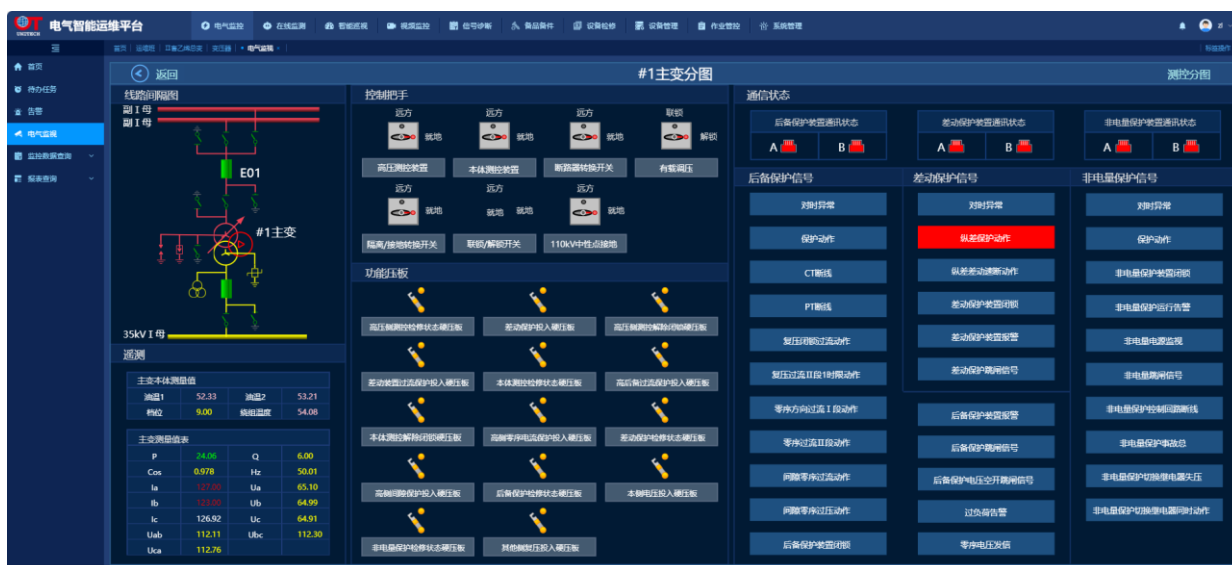 UNITECH
电气智能运维平台
电气监控 在线监测 智能巡视 视频监控 信号诊断 备品备件 设备检修 设备管理 作业管控 系统管理
首页 运维班 变压器 电气监视 标签操作
首页
待办任务
告警
电气监视
监控数据查询
报表查询
返回 #1主变分图 测控分图
线路间隔图
副Ⅰ母
副Ⅰ母
E01
#1主变
35kVⅠ母
遥测
主变本体测量值
油温1 52.33 油温2 53.21
档位 9.00 绕组温度 54.08
主变测量值表
P 24.06 Q 6.00
Cos 0.978 Hz 50.01
Ia 127.00 Ua 65.10
Ib 123.00 Ub 64.99
Ic 126.92 Uc 64.91
Uab 112.11 Ubc 112.30
Uca 112.76
控制把手
远方 远方 远方 联锁
就地 就地 就地 解锁
高压测控装置 本体测控装置 断路器转换开关 有载调压
远方 远方 远方
就地 就地 就地 就地
隔离/接地转换开关 联锁/解锁开关 110kV中性点接地
功能压板
高压侧测控检修状态硬压板 差动保护投入硬压板 高压侧测控解除闭锁硬压板
差动装置过流保护投入硬压板 本体测控检修状态硬压板 高后备过流保护投入硬压板
本体测控解除闭锁硬压板 高侧零序电流保护投入硬压板 差动保护检修状态硬压板
高侧间隙保护投入硬压板 后备保护检修状态硬压板 本侧电压投入硬压板
非电量保护检修状态硬压板 其他侧复压投入硬压板
通信状态
后备保护装置通讯状态 差动保护装置通讯状态 非电量保护装置通讯状态
A B A B A B
后备保护信号
对时异常
保护动作
CT断线
PT断线
复压闭锁过流动作
复压过流Ⅱ段1时限动作
零序方向过流Ⅰ段动作
零序过流Ⅱ段动作
间隙零序过流动作
间隙零序过压动作
后备保护装置闭锁
差动保护信号
对时异常
纵差保护动作
纵差差动速断动作
差动保护装置闭锁
差动保护装置报警
差动保护跳闸信号
后备保护装置报警
后备保护跳闸信号
后备保护电压空开跳闸信号
过负荷告警
零序电压发信
非电量保护信号
对时异常
保护动作
非电量保护装置闭锁
非电量保护运行告警
非电量电源监视
非电量跳闸信号
非电量保护控制回路断线
非电量保护事故总
非电量保护切换继电器失压
非电量保护切换继电器同时动作